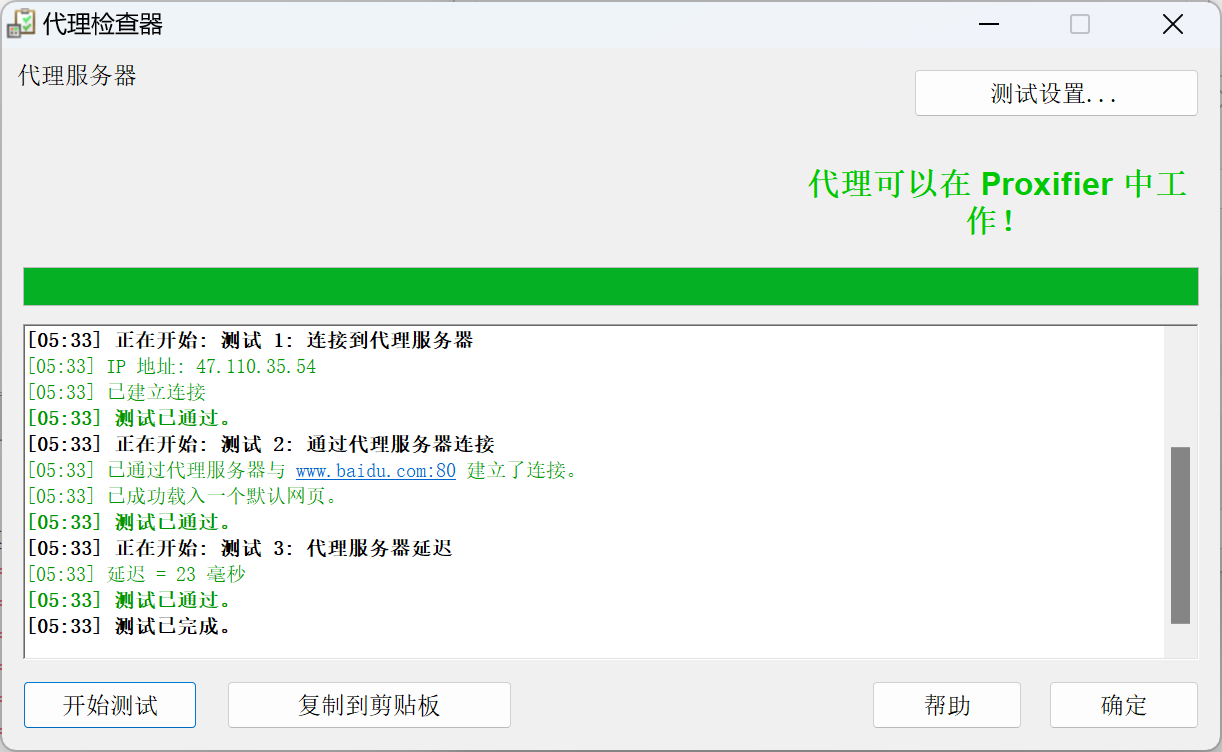 代理检查器
代理服务器
测试设置...
代理可以在 Proxifier 中工
作！
[05:33] 正在开始: 测试 1: 连接到代理服务器
[05:33] IP 地址: 47.110.35.54
[05:33] 已建立连接
[05:33] 测试已通过。
[05:33] 正在开始: 测试 2: 通过代理服务器连接
[05:33] 已通过代理服务器与 www.baidu.com:80 建立了连接。
[05:33] 已成功载入一个默认网页。
[05:33] 测试已通过。
[05:33] 正在开始: 测试 3: 代理服务器延迟
[05:33] 延迟 = 23 毫秒
[05:33] 测试已通过。
[05:33] 测试已完成。
开始测试
复制到剪贴板
帮助
确定